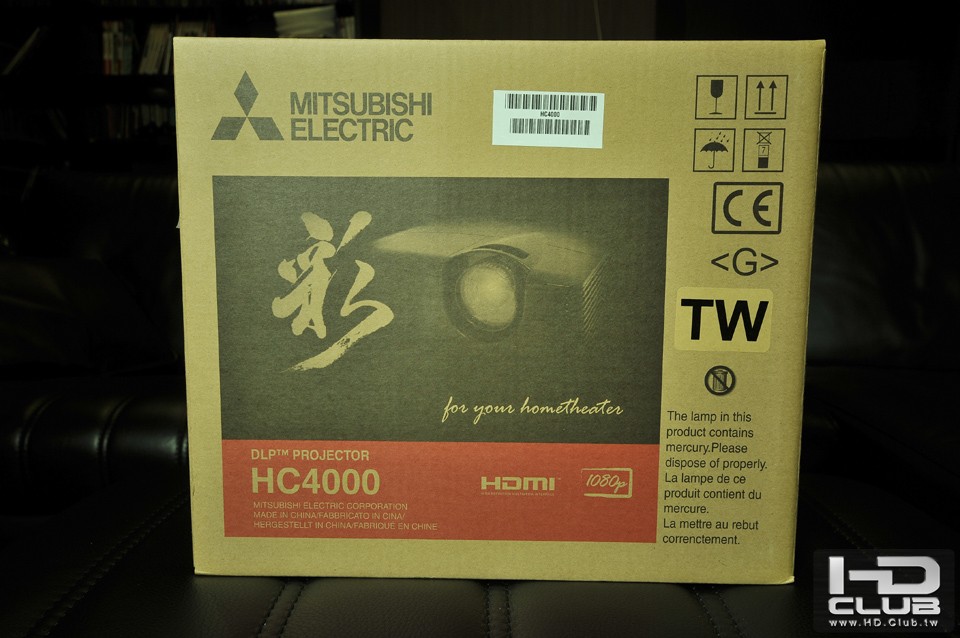 MITSUBISHI
ELECTRIC
HC4000
7
CE
<G>
TW
彩
for your hometheater
DLP™ PROJECTOR
HC4000
MITSUBISHI ELECTRIC CORPORATION
MADE IN CHINA/FABBRICATO IN CINA/
HERGESTELLT IN CHINA/FABRIQUE EN CHINE
HDMI
1080p
The lamp in this
product contains
mercury.Please
dispose of properly.
La lampe de ce
produit contient du
mercure.
La mettre au rebut
correnctement.
HD
CLUB
www.HD.Club.tw